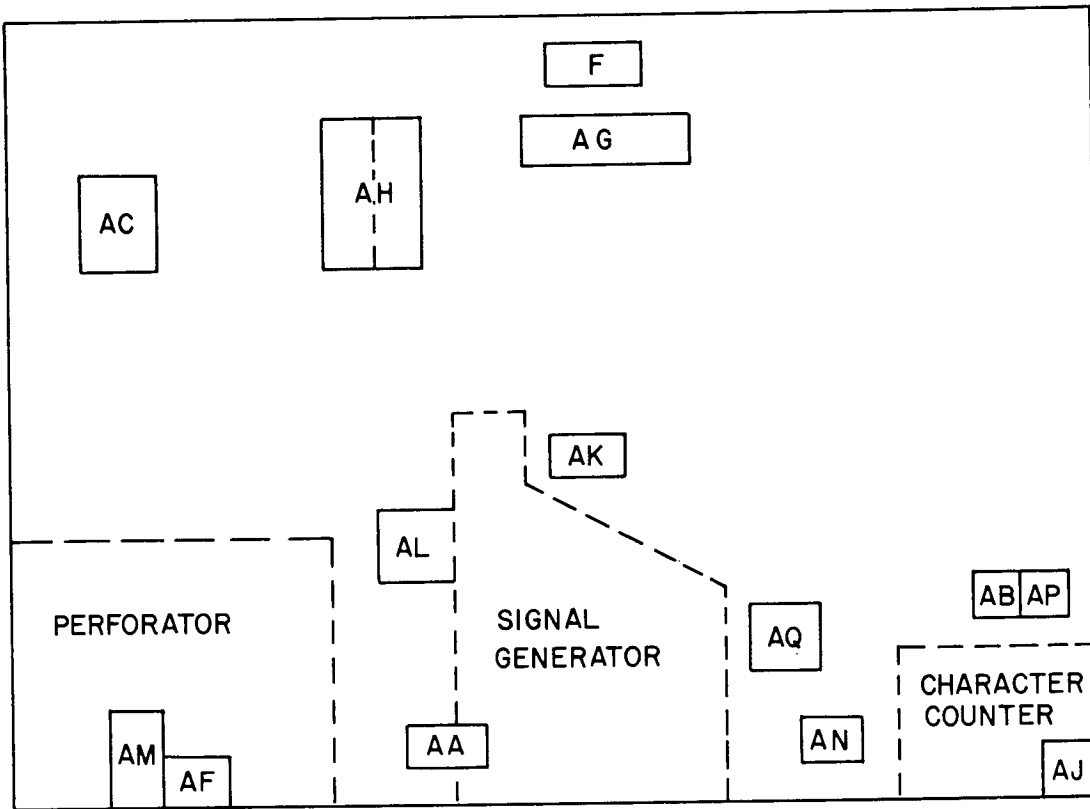 F
AG
AH
AC
AK
AL
AB AP
PERFORATOR
SIGNAL
GENERATOR
AQ
CHARACTER
COUNTER
AM
AF
AA
AN
AJ